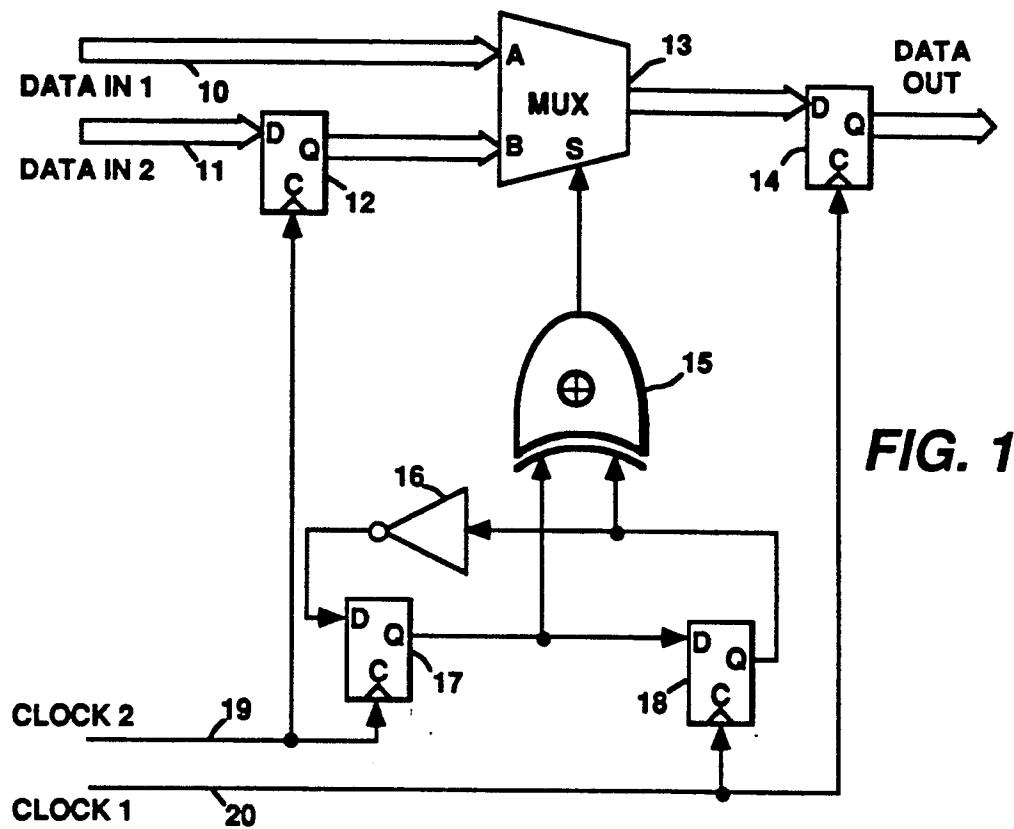 DATA IN 1
10
A
13
DATA
OUT
MUX
D
Q
C
14
DATA IN 2
11
D
Q
C
12
B
S
15
FIG. 1
16
D
Q
C
17
D
Q
C
18
CLOCK 2
19
CLOCK 1
20